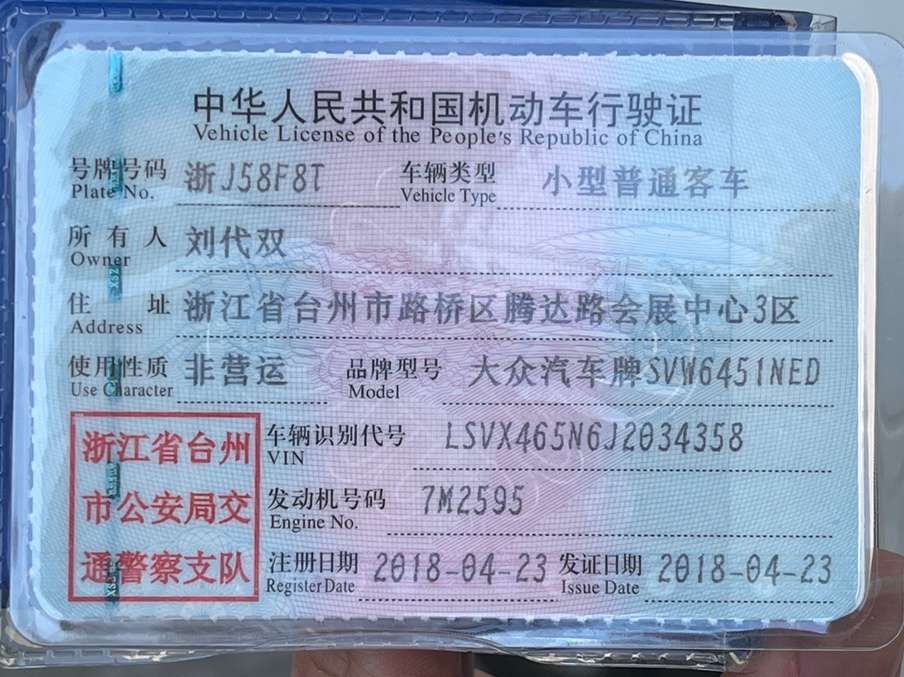 中华人民共和国机动车行驶证
Vehicle License of the People's Republic of China
号牌号码 浙J58F8T 车辆类型 小型普通客车
Plate No. Vehicle Type
所有人 刘代双
Owner
住址 浙江省台州市路桥区腾达路会展中心3区
Address
使用性质 非营运 品牌型号 大众汽车牌SVW6451NED
Use Character Model
浙江省台州
市公安局交
通警察支队
车辆识别代号 LSVX465N6J2034358
VIN
发动机号码 7M2595
Engine No.
注册日期 2018-04-23 发证日期 2018-04-23
Register Date Issue Date